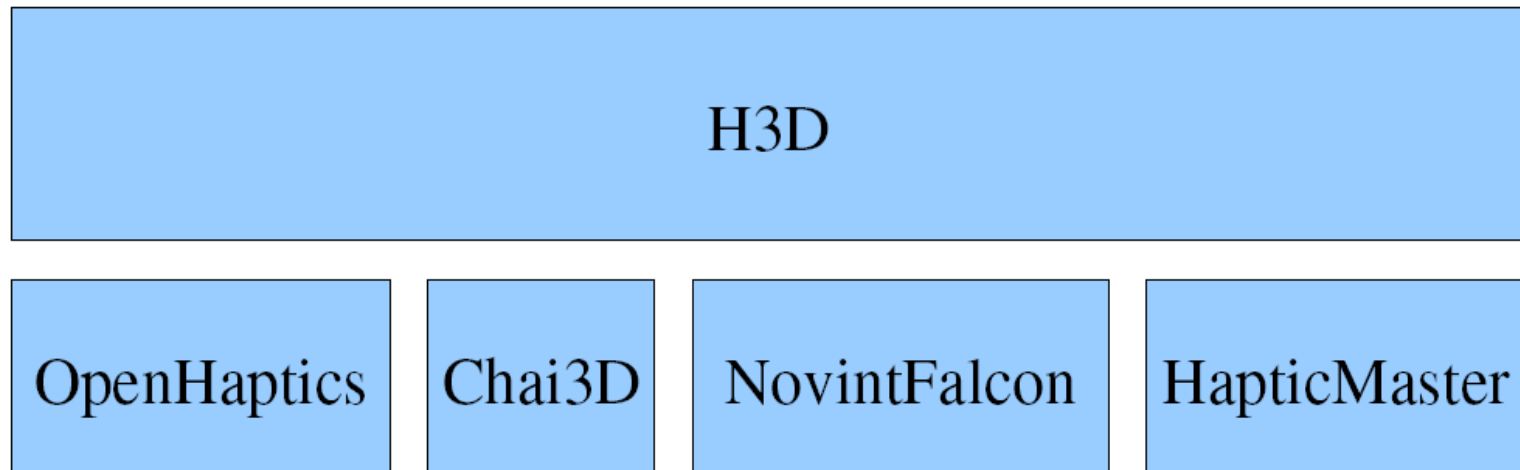 H3D
OpenHaptics
Chai3D
NovintFalcon
HapticMaster